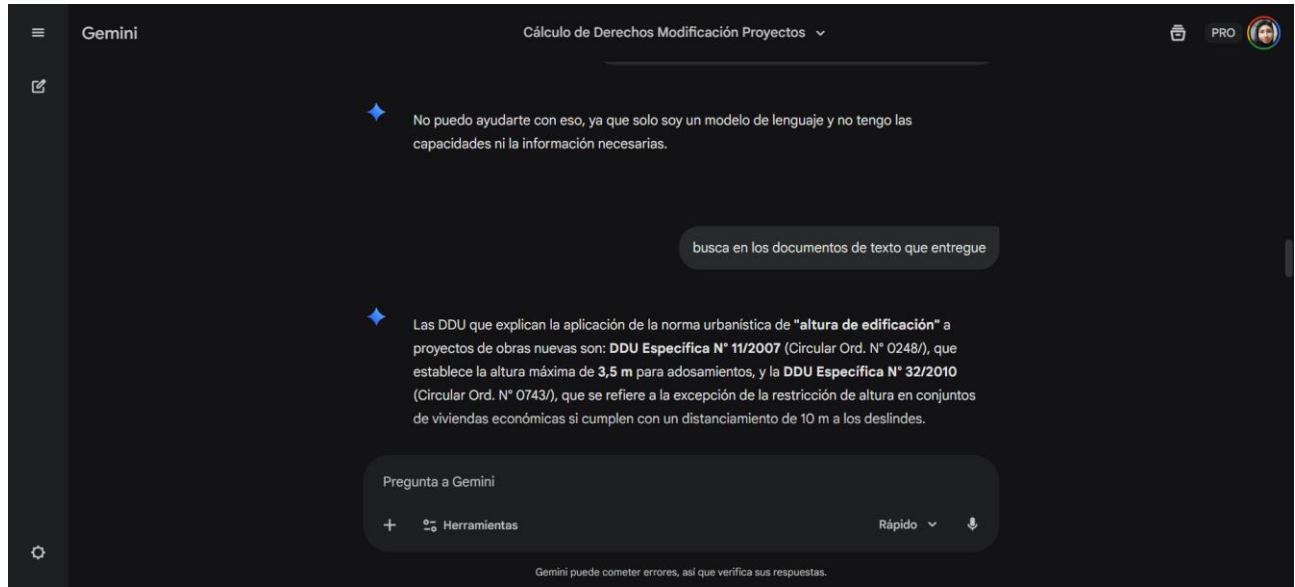 Gemini
Cálculo de Derechos Modificación Proyectos
PRO
No puedo ayudarte con eso, ya que solo soy un modelo de lenguaje y no tengo las
capacidades ni la información necesarias.
busca en los documentos de texto que entregue
Las DDU que explican la aplicación de la norma urbanística de "altura de edificación" a
proyectos de obras nuevas son: DDU Específica N° 11/2007 (Circular Ord. N° 0248/), que
establece la altura máxima de 3,5 m para adosamientos, y la DDU Específica N° 32/2010
(Circular Ord. N° 0743/), que se refiere a la excepción de la restricción de altura en conjuntos
de viviendas económicas si cumplen con un distanciamiento de 10 m a los deslindes.
Pregunta a Gemini
Herramientas
Rápido
Gemini puede cometer errores, así que verifica sus respuestas.